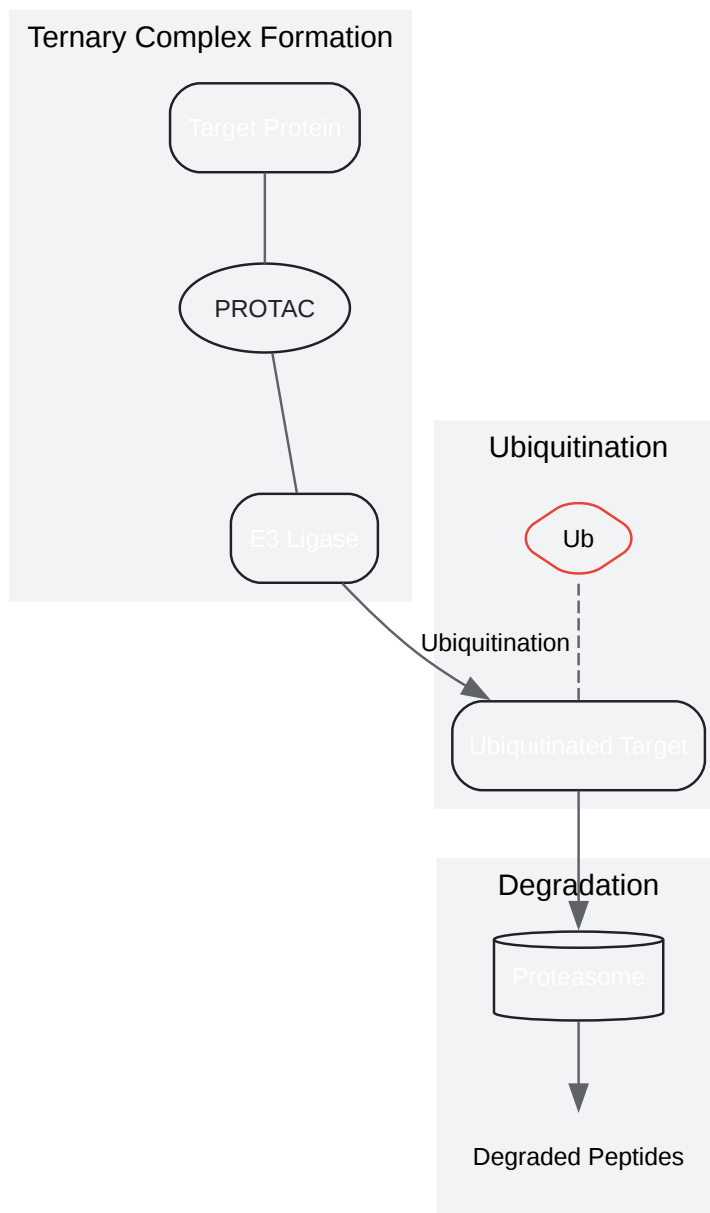 Ternary Complex Formation
Target Protein
PROTAC
E3 Ligase
Ubiquitination
Ub
Ubiquitination
Ubiquitinated Target
Degradation
Proteasome
Degraded Peptides